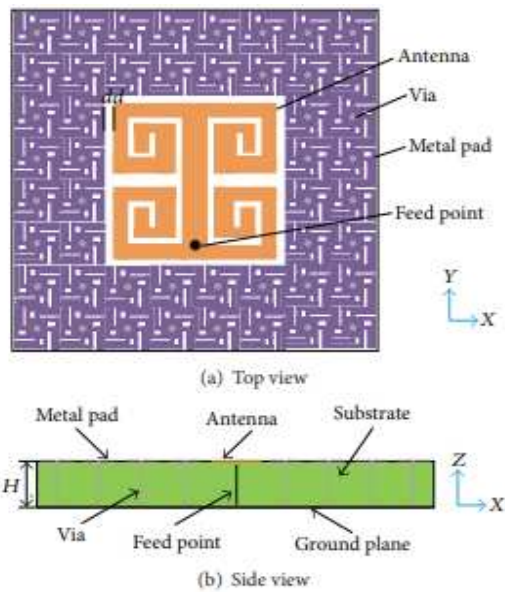 dd
Antenna
Via
Metal pad
Feed point
Y
X
(a) Top view
Metal pad
Antenna
Substrate
H
Z
X
Via
Feed point
Ground plane
(b) Side view